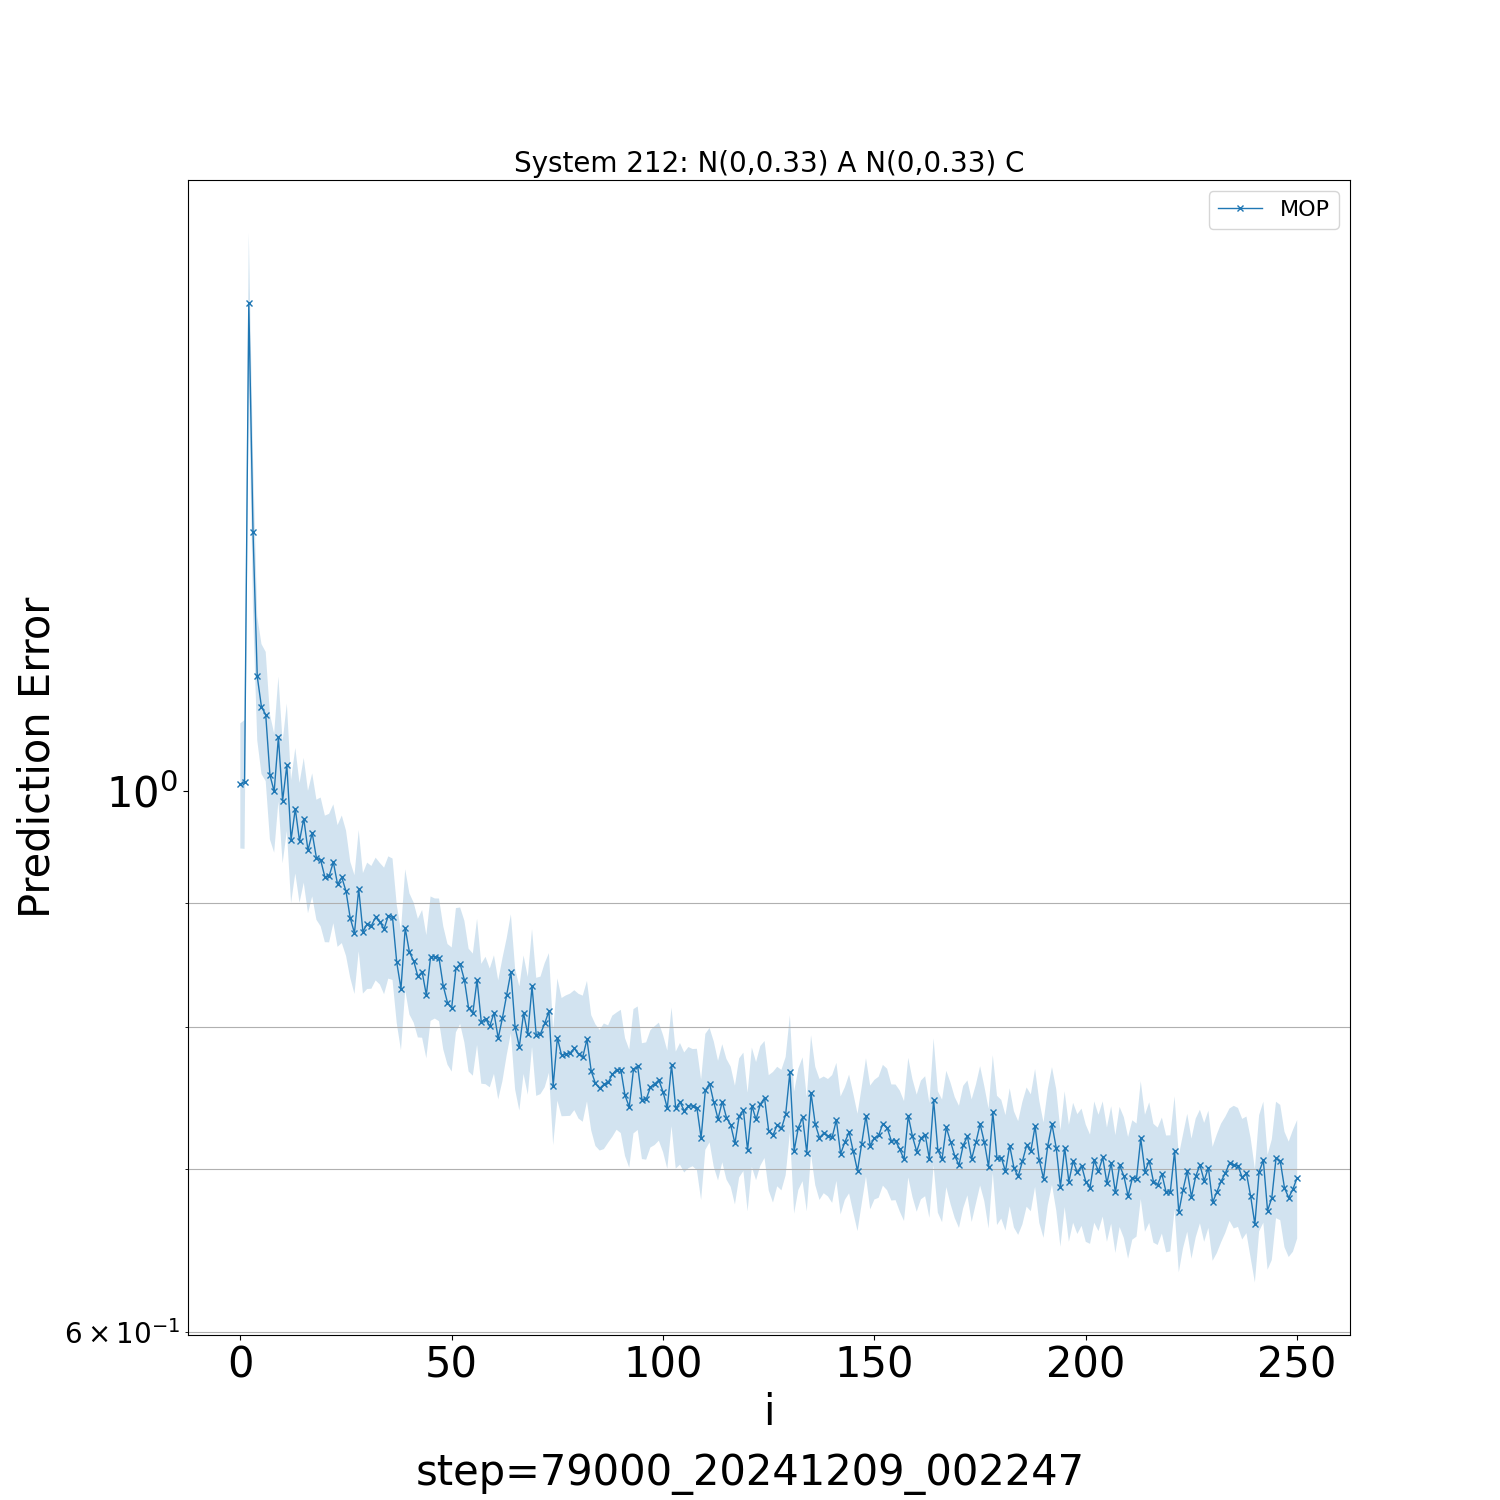 System 212: N(0,0.33) A N(0,0.33) C
MOP
Prediction Error
10⁰
6 × 10⁻¹
0 50 100 150 200 250
i
step=79000_20241209_002247